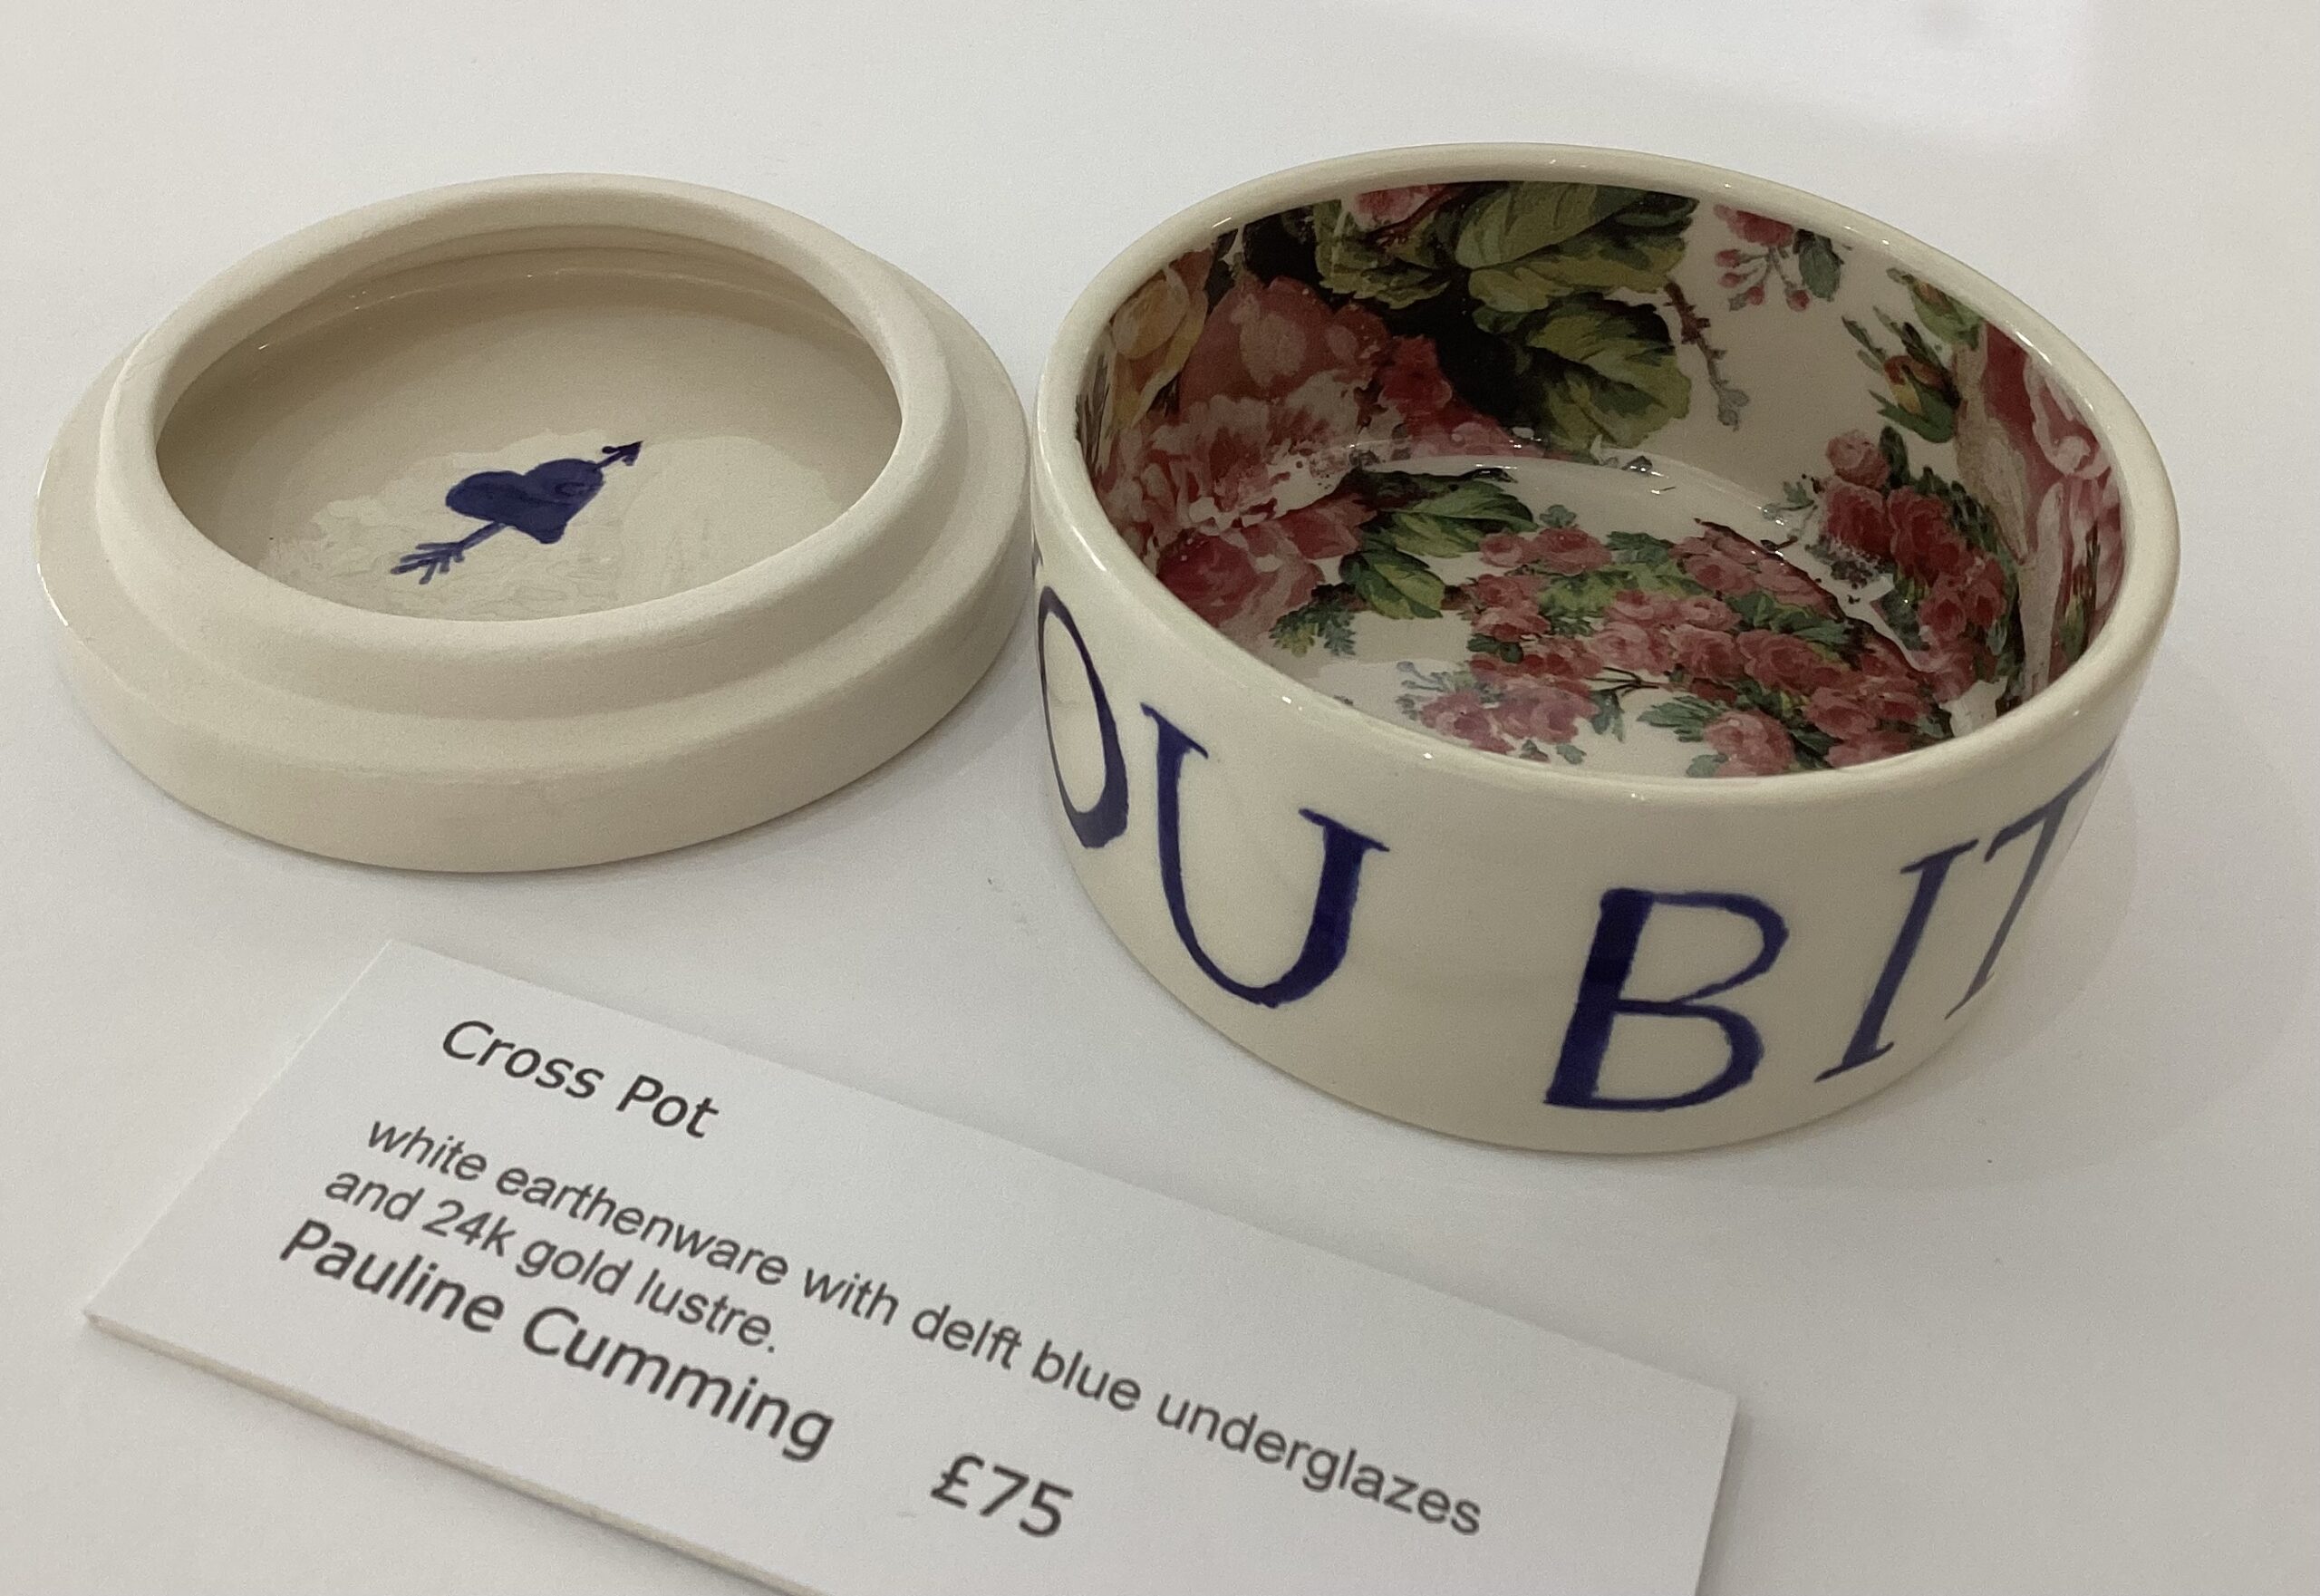 OU BIT
Cross Pot
white earthenware with delft blue underglazes
and 24k gold lustre.
Pauline Cumming £75